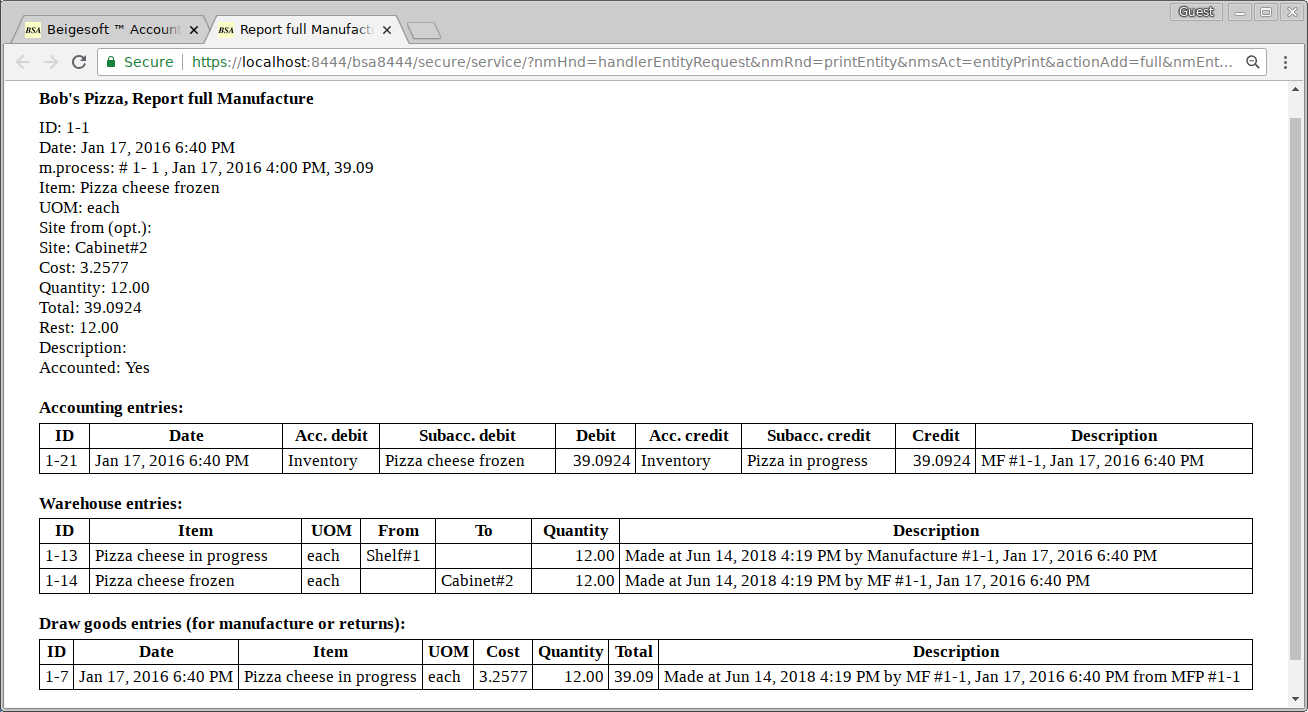 Guest
BSA Beigesoft ™ Account
BSA Report full Manufact
Secure https://localhost:8444/bsa8444/secure/service/?nmHnd=handlerEntityRequest&nmRnd=printEntity&nmsAct=entityPrint&actionAdd=full&nmEnt...
Bob's Pizza, Report full Manufacture
ID: 1-1
Date: Jan 17, 2016 6:40 PM
m.process: # 1- 1 , Jan 17, 2016 4:00 PM, 39.09
Item: Pizza cheese frozen
UOM: each
Site from (opt.):
Site: Cabinet#2
Cost: 3.2577
Quantity: 12.00
Total: 39.0924
Rest: 12.00
Description:
Accounted: Yes
Accounting entries:
ID Date Acc. debit Subacc. debit Debit Acc. credit Subacc. credit Credit Description
1-21 Jan 17, 2016 6:40 PM Inventory Pizza cheese frozen 39.0924 Inventory Pizza in progress 39.0924 MF #1-1, Jan 17, 2016 6:40 PM
Warehouse entries:
ID Item UOM From To Quantity Description
1-13 Pizza cheese in progress each Shelf#1 12.00 Made at Jun 14, 2018 4:19 PM by Manufacture #1-1, Jan 17, 2016 6:40 PM
1-14 Pizza cheese frozen each Cabinet#2 12.00 Made at Jun 14, 2018 4:19 PM by MF #1-1, Jan 17, 2016 6:40 PM
Draw goods entries (for manufacture or returns):
ID Date Item UOM Cost Quantity Total Description
1-7 Jan 17, 2016 6:40 PM Pizza cheese in progress each 3.2577 12.00 39.09 Made at Jun 14, 2018 4:19 PM by MF #1-1, Jan 17, 2016 6:40 PM from MFP #1-1